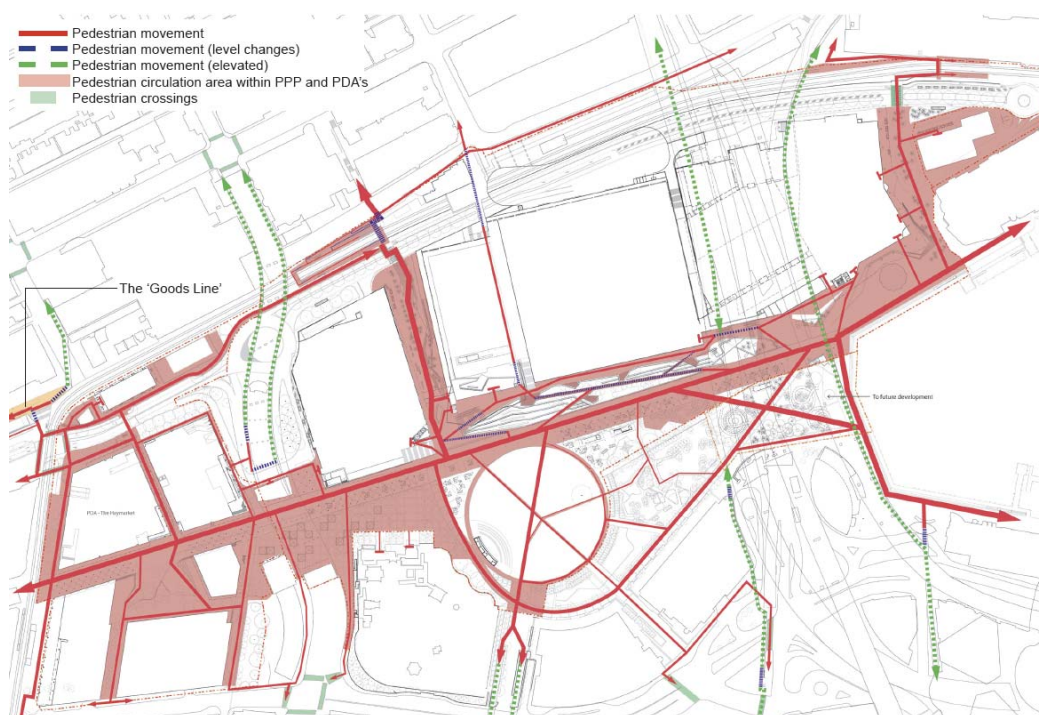 Pedestrian movement
Pedestrian movement (level changes)
Pedestrian movement (elevated)
Pedestrian circulation area within PPP and PDA's
Pedestrian crossings
The 'Goods Line'
To future development
PDA - The Haymarket